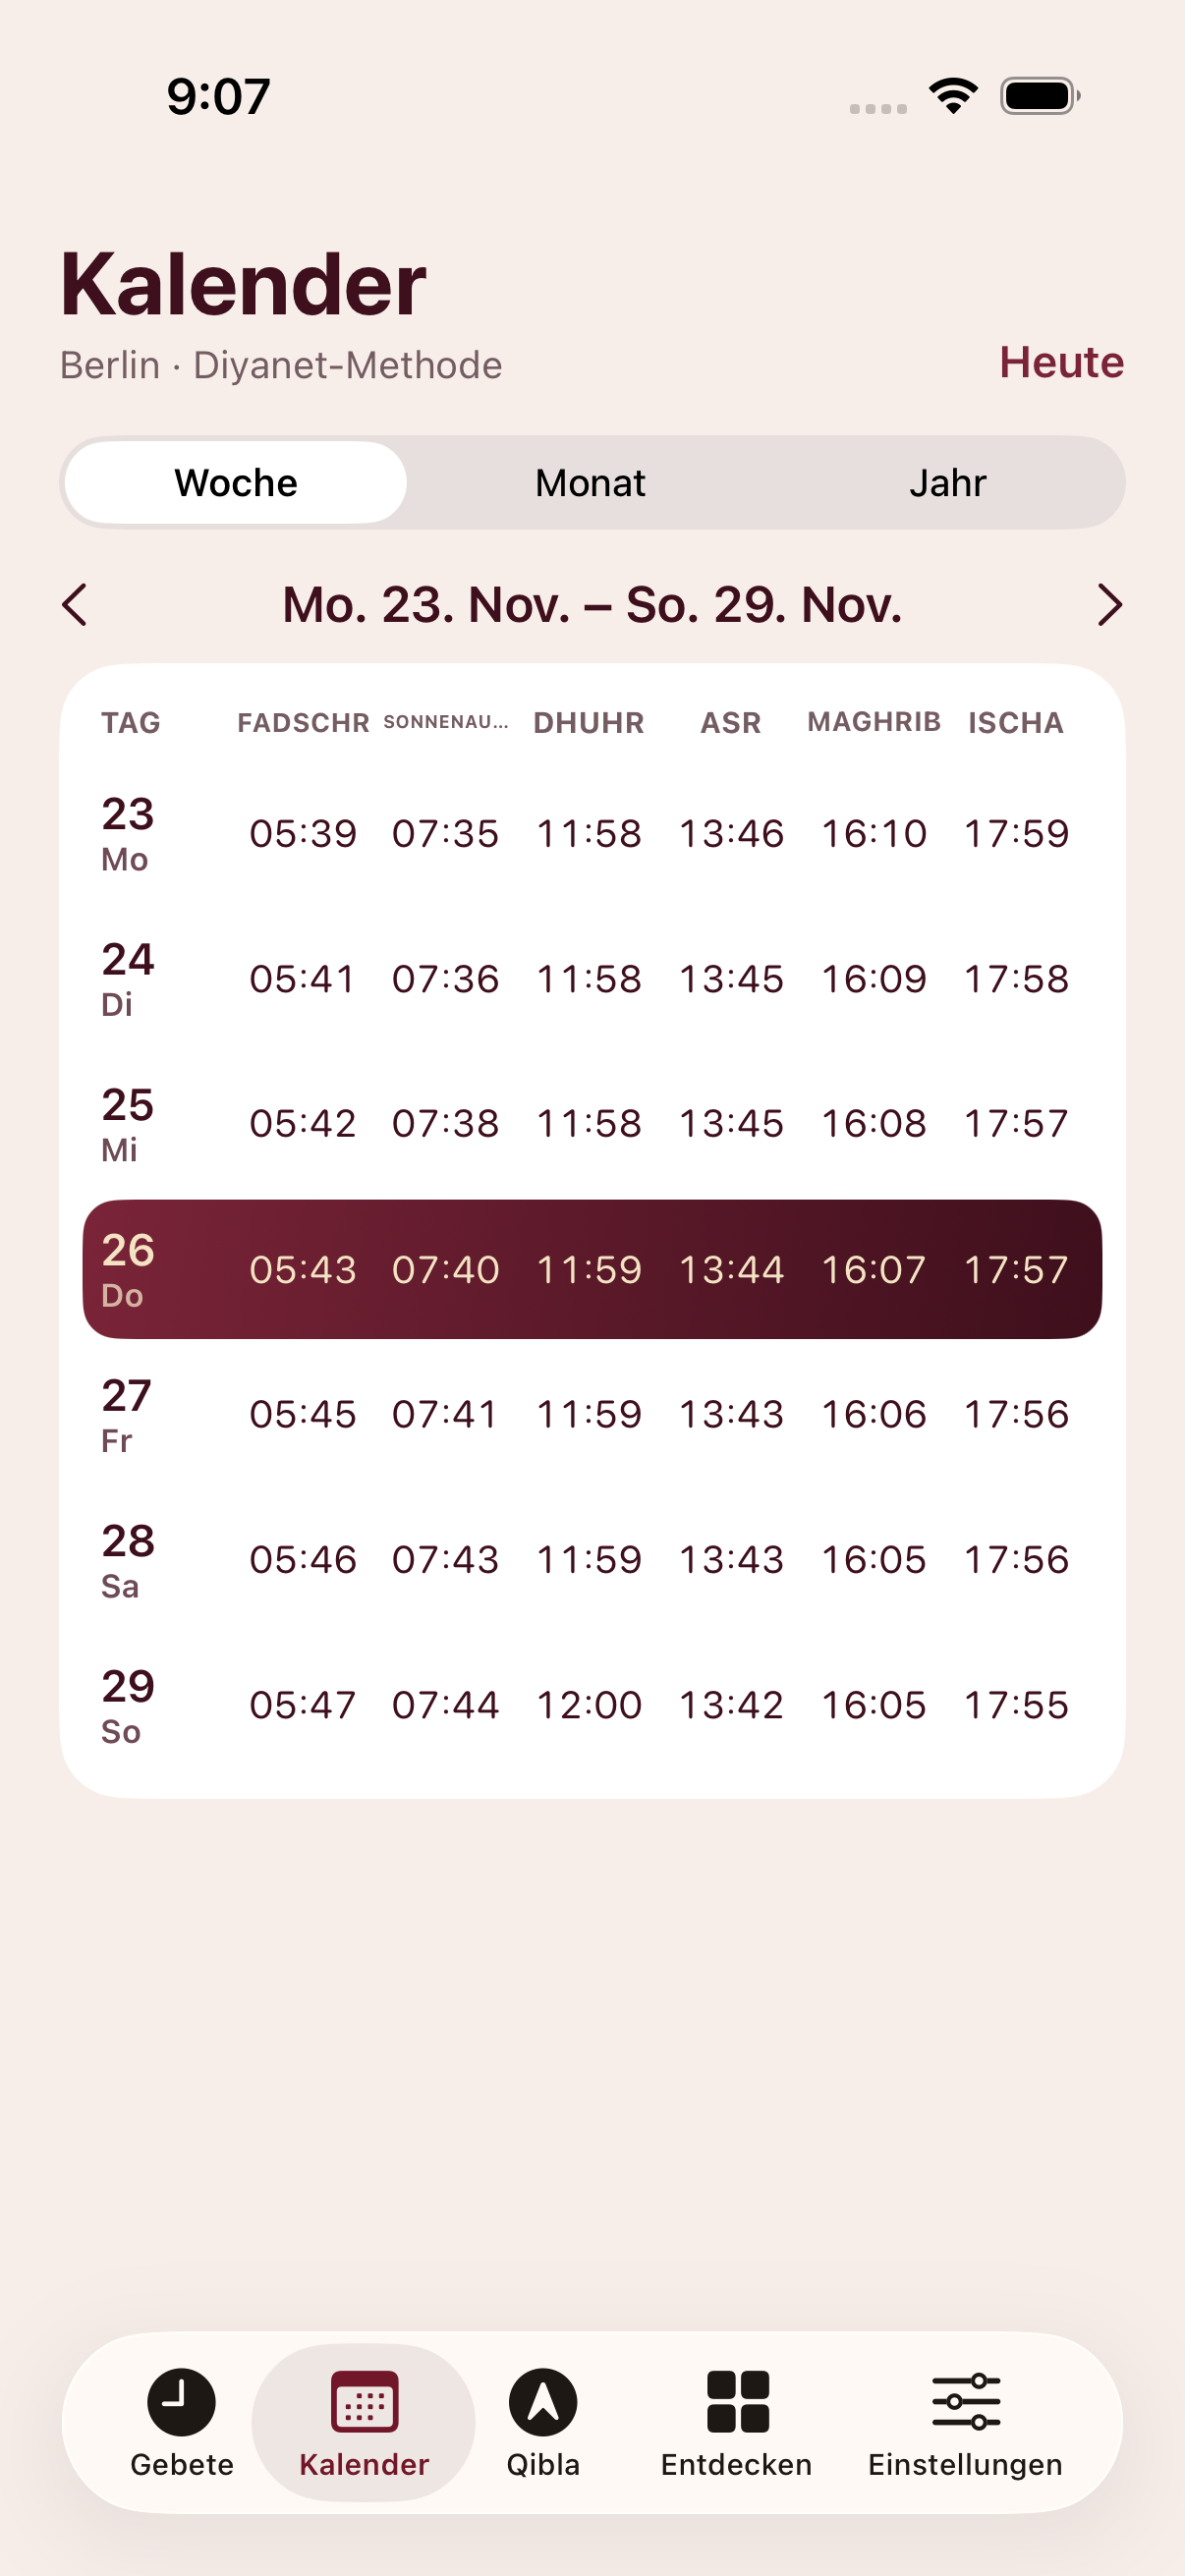 9:07
Kalender
Berlin · Diyanet-Methode
Heute
Woche Monat Jahr
Mo. 23. Nov. – So. 29. Nov.
TAG FADSCHR SONNENAU... DHUHR ASR MAGHRIB ISCHA
23 Mo 05:39 07:35 11:58 13:46 16:10 17:59
24 Di 05:41 07:36 11:58 13:45 16:09 17:58
25 Mi 05:42 07:38 11:58 13:45 16:08 17:57
26 Do 05:43 07:40 11:59 13:44 16:07 17:57
27 Fr 05:45 07:41 11:59 13:43 16:06 17:56
28 Sa 05:46 07:43 11:59 13:43 16:05 17:56
29 So 05:47 07:44 12:00 13:42 16:05 17:55
Gebete Kalender Qibla Entdecken Einstellungen